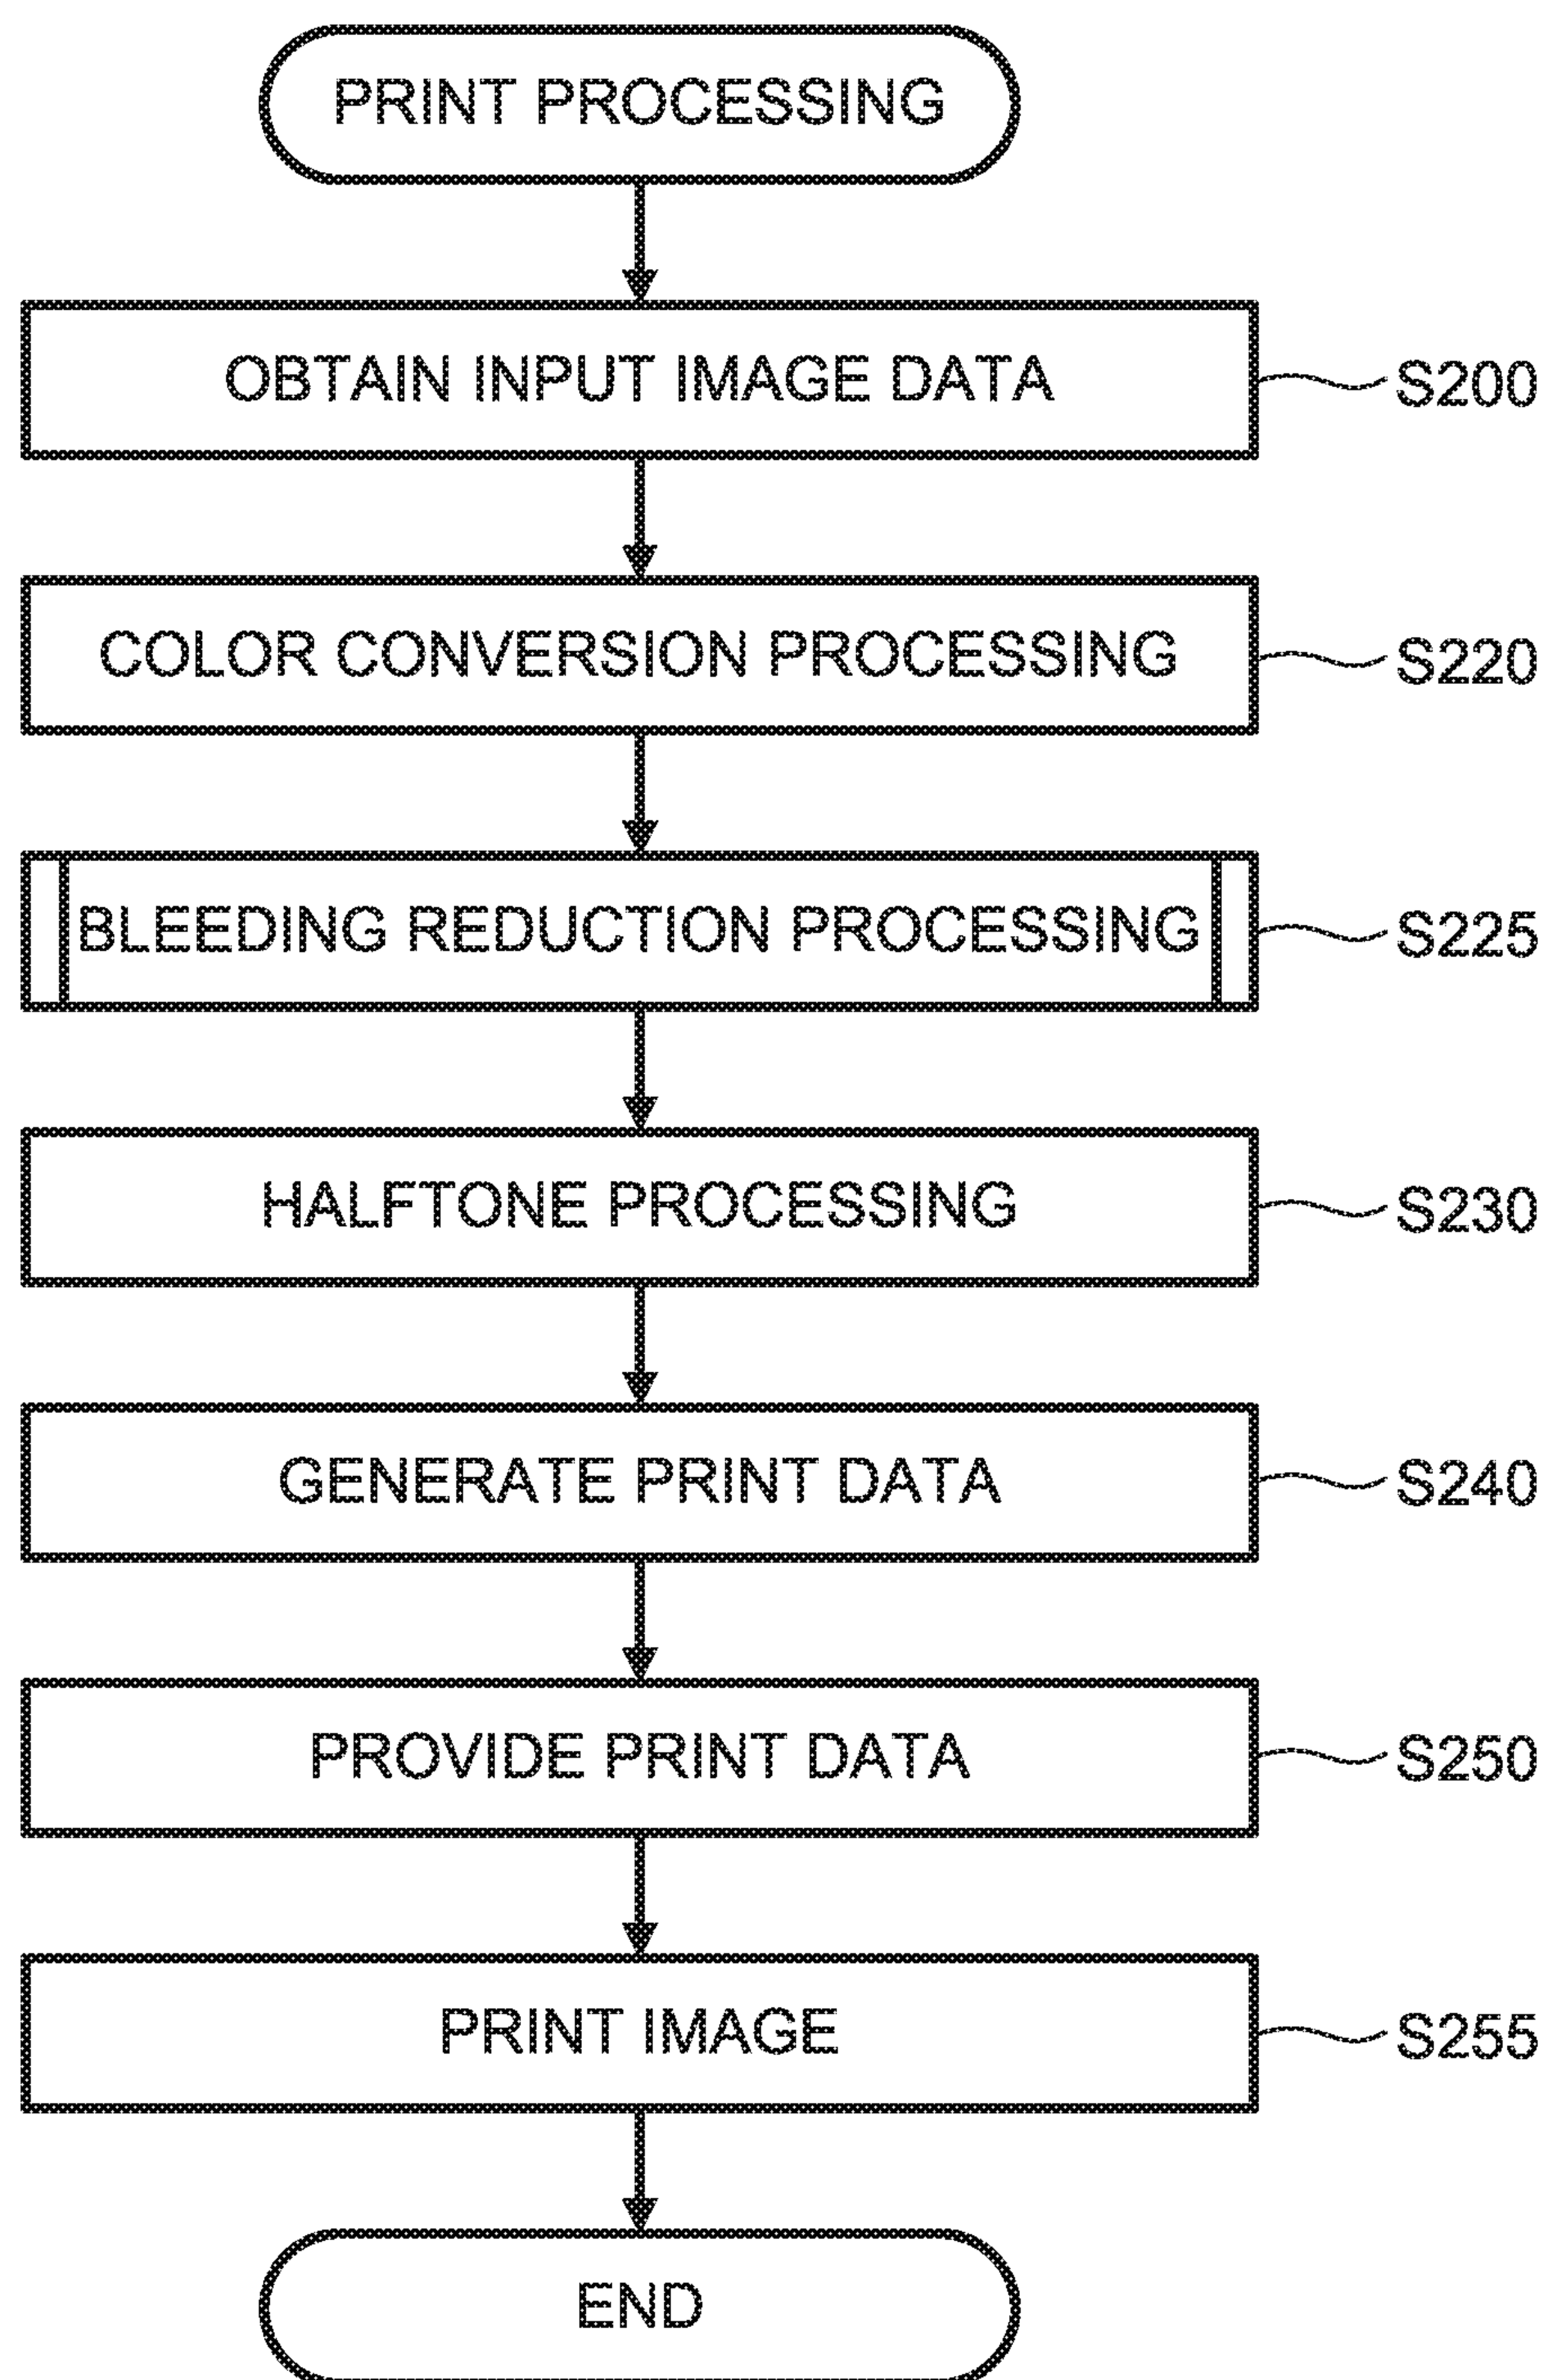 PRINT PROCESSING
OBTAIN INPUT IMAGE DATA S200
COLOR CONVERSION PROCESSING S220
BLEEDING REDUCTION PROCESSING S225
HALFTONE PROCESSING S230
GENERATE PRINT DATA S240
PROVIDE PRINT DATA S250
PRINT IMAGE S255
END